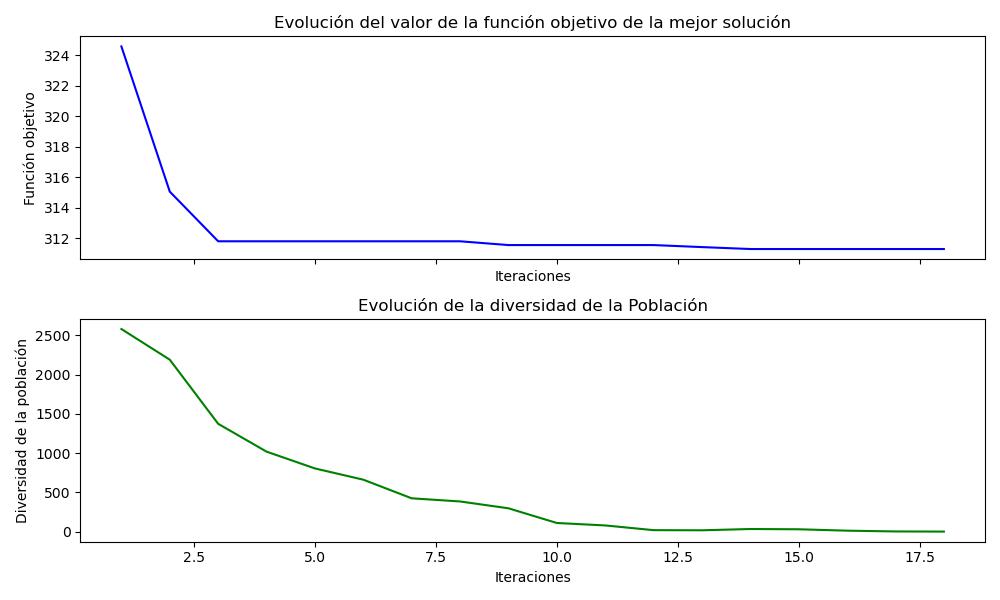 Evolución del valor de la función objetivo de la mejor solución
324
322
320
318
316
314
312
Función objetivo
Iteraciones
Evolución de la diversidad de la Población
2500
2000
1500
1000
500
0
Diversidad de la población
2.5 5.0 7.5 10.0 12.5 15.0 17.5
Iteraciones